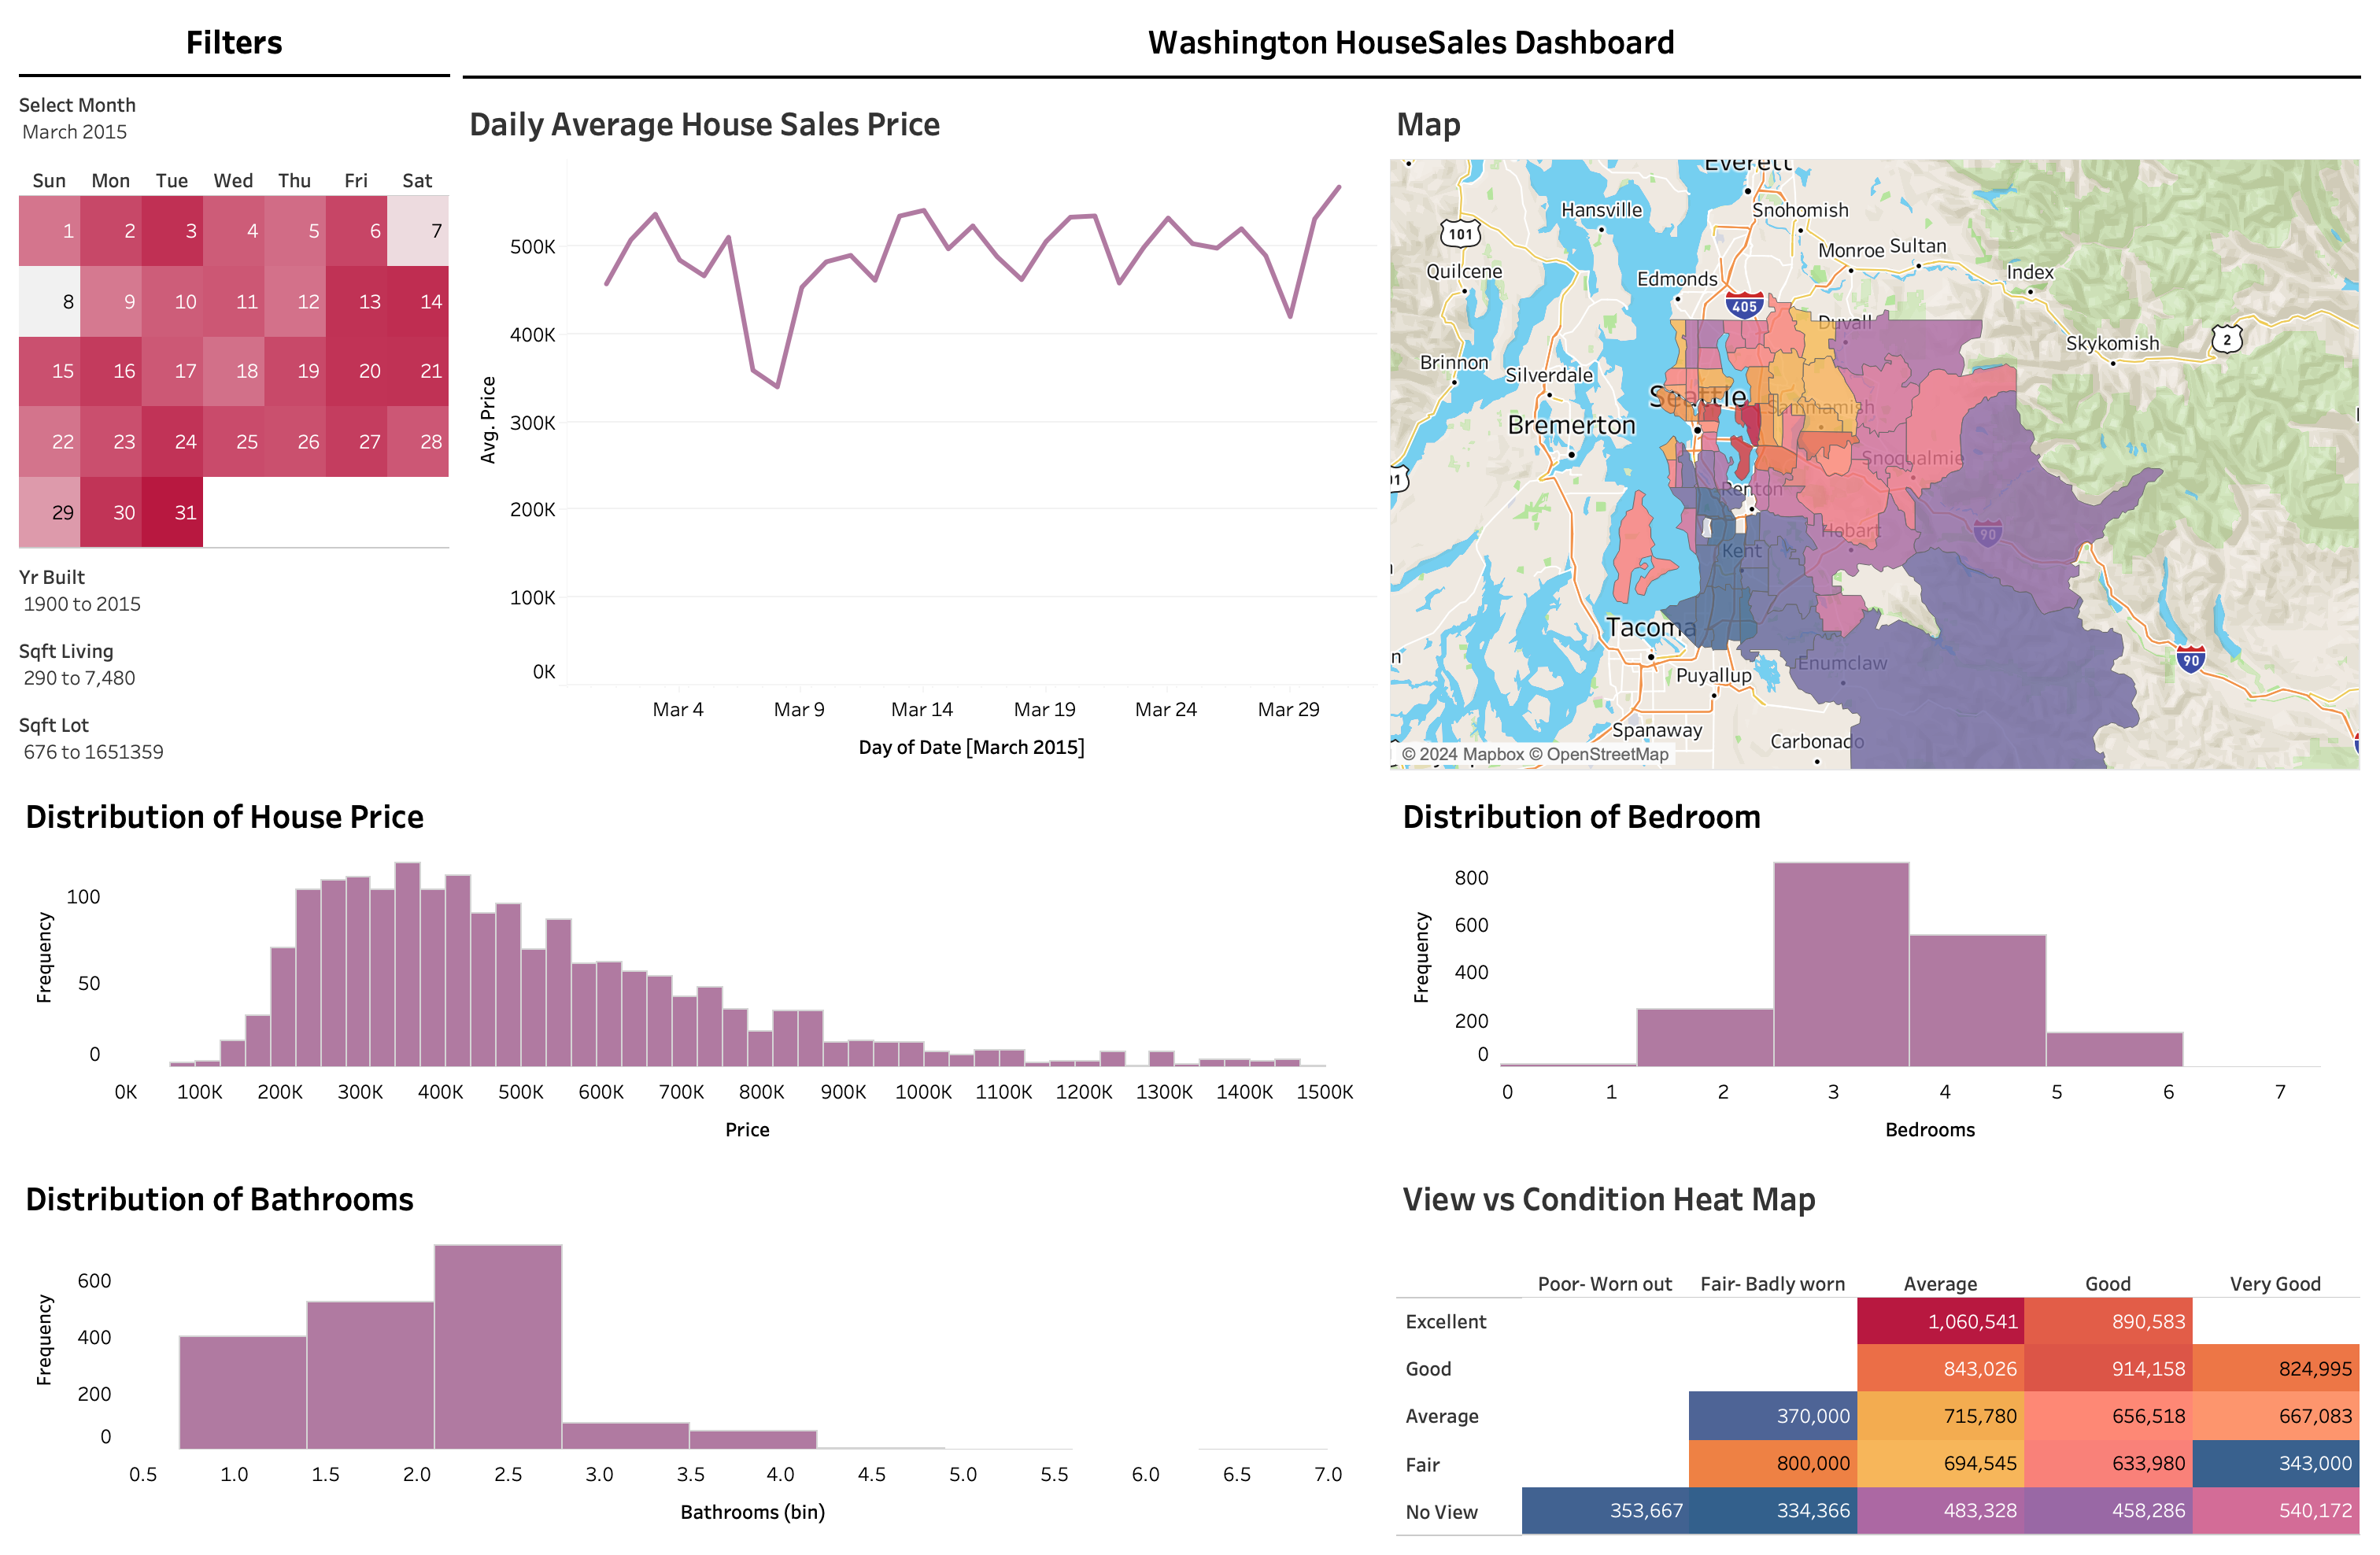 Filters
Washington HouseSales Dashboard
Select Month
March 2015
Sun Mon Tue Wed Thu Fri Sat
1 2 3 4 5 6 7
8 9 10 11 12 13 14
15 16 17 18 19 20 21
22 23 24 25 26 27 28
29 30 31
Yr Built
1900 to 2015
Sqft Living
290 to 7,480
Sqft Lot
676 to 1651359
Daily Average House Sales Price
Avg. Price
500K
400K
300K
200K
100K
0K
Mar 4 Mar 9 Mar 14 Mar 19 Mar 24 Mar 29
Day of Date [March 2015]
Map
Everett
Hansville
Snohomish
101
Monroe
Sultan
Quilcene
Edmonds
Index
405
Duvall
Skykomish
2
Brinnon
Silverdale
Seattle
Sammamish
Bremerton
Snoqualmie
Renton
Hobart
90
Kent
Tacoma
90
Enumclaw
Puyallup
Spanaway
Carbonado
© 2024 Mapbox © OpenStreetMap
Distribution of House Price
Frequency
100
50
0
0K 100K 200K 300K 400K 500K 600K 700K 800K 900K 1000K 1100K 1200K 1300K 1400K 1500K
Price
Distribution of Bedroom
Frequency
800
600
400
200
0
0 1 2 3 4 5 6 7
Bedrooms
Distribution of Bathrooms
Frequency
600
400
200
0
0.5 1.0 1.5 2.0 2.5 3.0 3.5 4.0 4.5 5.0 5.5 6.0 6.5 7.0
Bathrooms (bin)
View vs Condition Heat Map
Poor- Worn out Fair- Badly worn Average Good Very Good
Excellent 1,060,541 890,583
Good 843,026 914,158 824,995
Average 370,000 715,780 656,518 667,083
Fair 800,000 694,545 633,980 343,000
No View 353,667 334,366 483,328 458,286 540,172